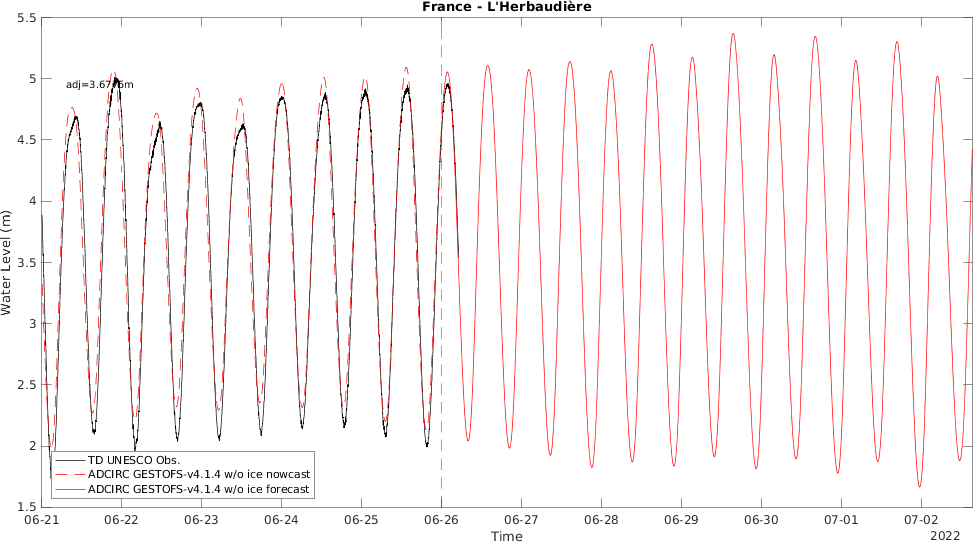 France - L'Herbaudière
Water Level (m)
5.5
5
4.5
4
3.5
3
2.5
2
1.5
TD UNESCO Obs.
ADCIRC GESTOFS-v4.1.4 w/o ice nowcast
ADCIRC GESTOFS-v4.1.4 w/o ice forecast
06-21 06-22 06-23 06-24 06-25 06-26 06-27 06-28 06-29 06-30 07-01 07-02
Time
2022